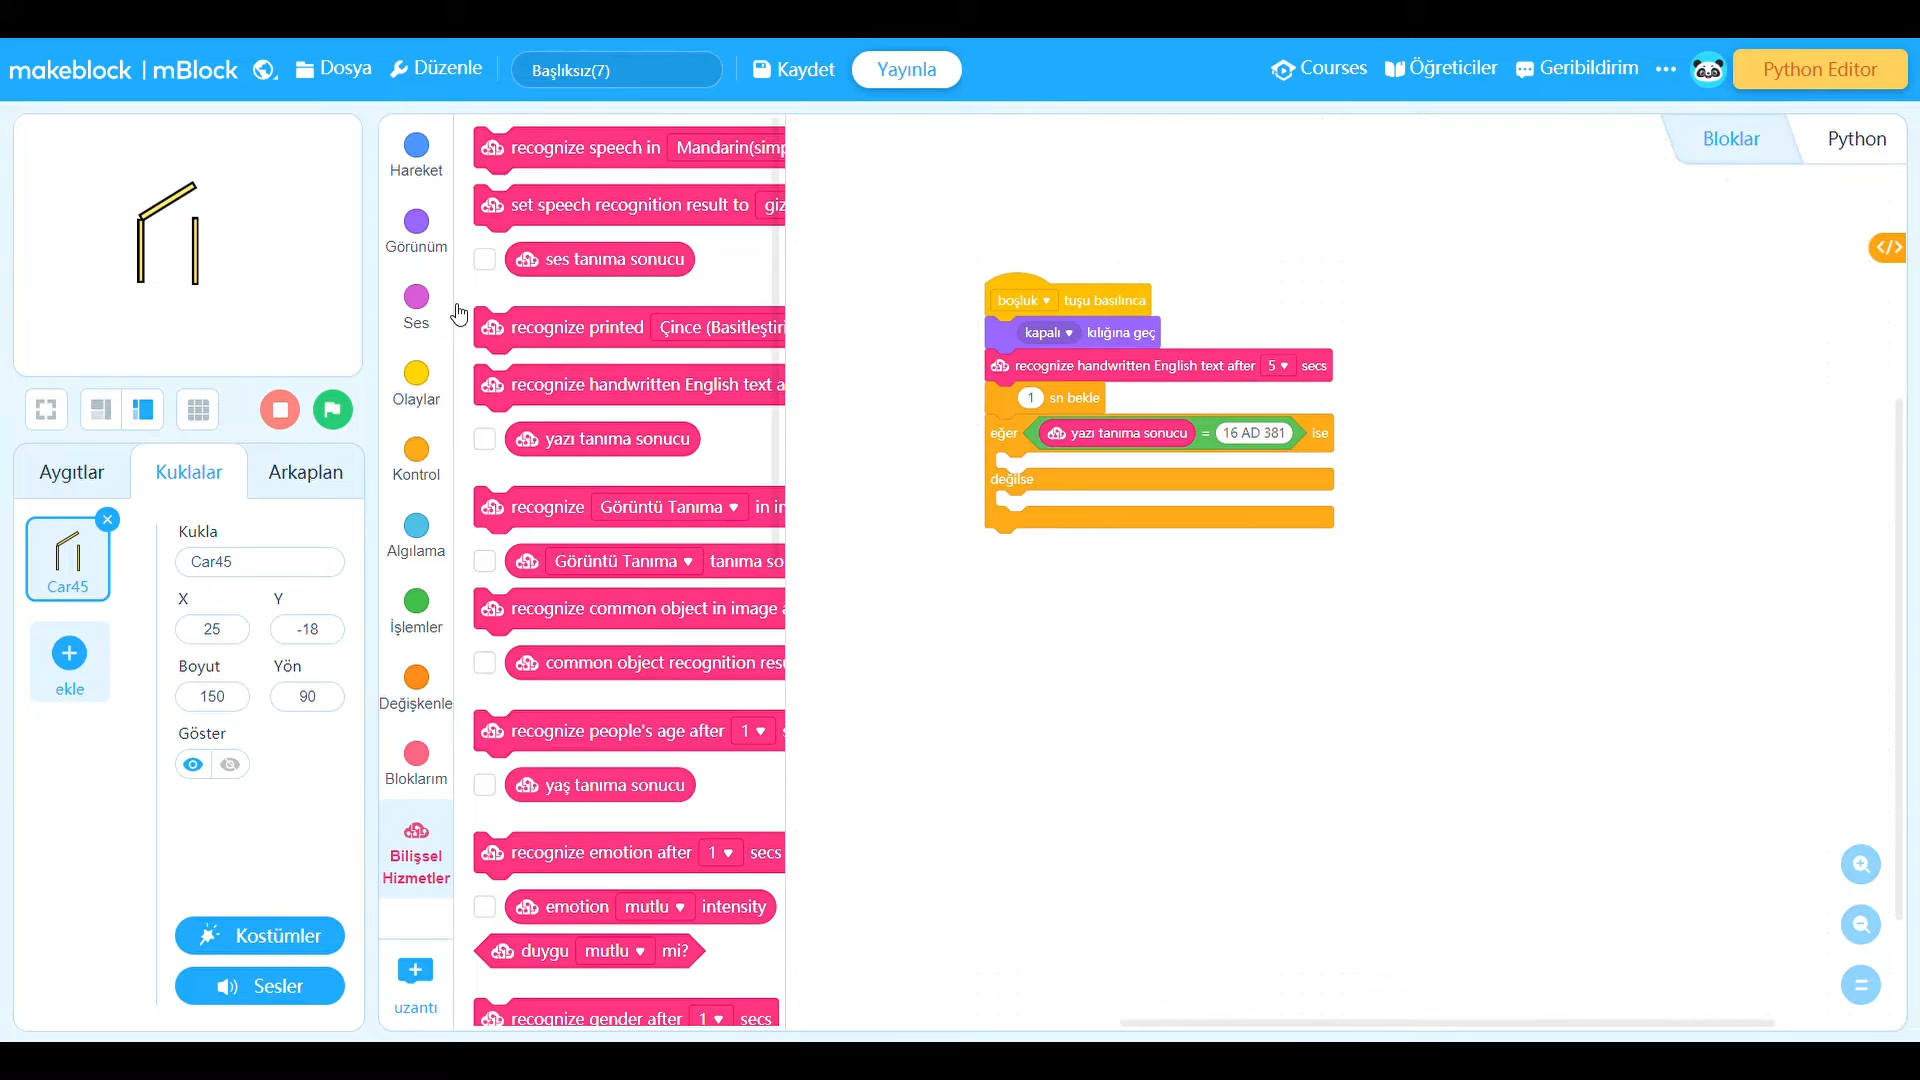 makeblock | mBlock Dosya Düzenle Başlıksız(7) Kaydet Yayınla Courses Öğreticiler Geribildirim Python Editor
Bloklar Python
Aygıtlar Kuklalar Arkaplan
Car45
ekle
Kukla
Car45
X Y
25 -18
Boyut Yön
150 90
Göster
Kostümler
Sesler
Hareket
Görünüm
Ses
Olaylar
Kontrol
Algılama
İşlemler
Değişkenle
Bloklarım
Bilişsel
Hizmetler
uzantı
recognize speech in Mandarin(simp
set speech recognition result to giz
ses tanıma sonucu
recognize printed Çince (Basitleştiri
recognize handwritten English text a
yazı tanıma sonucu
recognize Görüntü Tanıma in
Görüntü Tanıma tanıma so
recognize common object in image
common object recognition res
recognize people's age after 1
yaş tanıma sonucu
recognize emotion after 1 secs
emotion mutlu intensity
duygu mutlu mi?
recognize gender after 1 secs
boşluk tuşu basılınca
kapalı kılığına geç
recognize handwritten English text after 5 secs
1 sn bekle
eğer yazı tanıma sonucu = 16 AD 381 ise
değilse